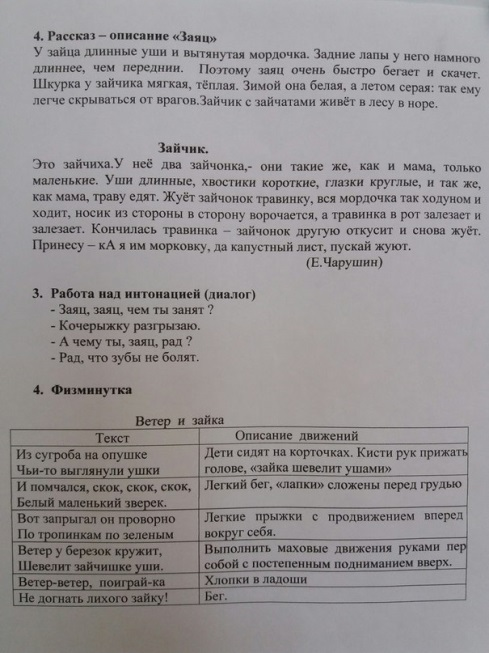 4. Рассказ – описание «Заяц»
У зайца длинные уши и вытянутая мордочка. Задние лапы у него намного
длиннее, чем переднии. Поэтому заяц очень быстро бегает и скачет.
Шкурка у зайчика мягкая, тёплая. Зимой она белая, а летом серая: так ему
легче скрываться от врагов.Зайчик с зайчатами живёт в лесу в норе.
Зайчик.
Это зайчиха.У неё два зайчонка,- они такие же, как и мама, только
маленькие. Уши длинные, хвостики короткие, глазки круглые, и так же,
как мама, траву едят. Жуёт зайчонок травинку, вся мордочка так ходуном и
ходит, носик из стороны в сторону ворочается, а травинка в рот залезает и
залезает. Кончилась травинка – зайчонок другую откусит и снова жуёт.
Принесу – кА я им морковку, да капустный лист, пускай жуют.
(Е.Чарушин)
3. Работа над интонацией (диалог)
- Заяц, заяц, чем ты занят ?
- Кочерыжку разгрызаю.
- А чему ты, заяц, рад ?
- Рад, что зубы не болят.
4. Физминутка
Ветер и зайка
Текст Описание движений
Из сугроба на опушке Дети сидят на корточках. Кисти рук прижать
Чьи-то выглянули ушки голове, «зайка шевелит ушами»
И помчался, скок, скок, скок, Легкий бег, «лапки» сложены перед грудью
Белый маленький зверек.
Вот запрыгал он проворно Легкие прыжки с продвижением вперед
По тропинкам по зеленым вокруг себя.
Ветер у березок кружит, Выполнить маховые движения руками пер
Шевелит зайчишке уши. собой с постепенным подниманием вверх.
Ветер-ветер, поиграй-ка Хлопки в ладоши
Не догнать лихого зайку! Бег.